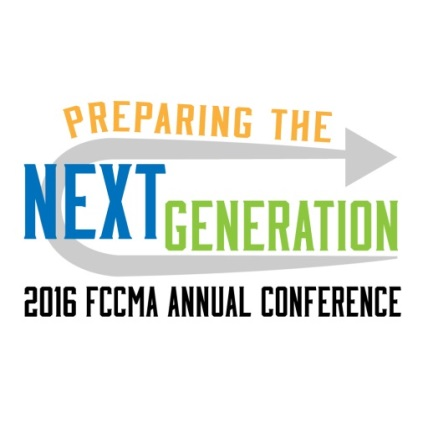 PREPARING THE
NEXT
GENERATION
2016 FCCMA ANNUAL CONFERENCE